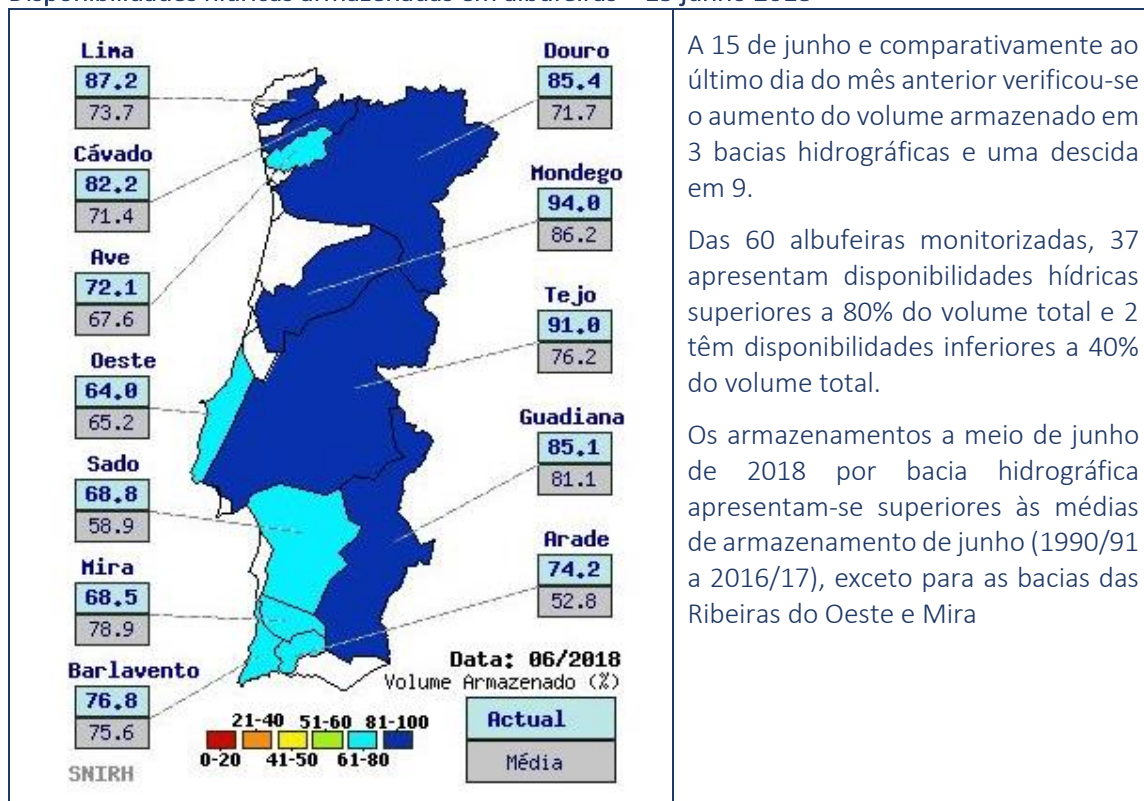 Lima
87.2
73.7
Cávado
82.2
71.4
Ave
72.1
67.6
Oeste
64.0
65.2
Sado
68.8
58.9
Mira
68.5
78.9
Barlavento
76.8
75.6
SNIRH
Douro
85.4
71.7
Mondego
94.0
86.2
Tejo
91.0
76.2
Guadiana
85.1
81.1
Arade
74.2
52.8
Data: 06/2018
Volume Armazenado (%)
Actual
Média
21-40 51-60 81-100
0-20 41-50 61-80
A 15 de junho e comparativamente ao
último dia do mês anterior verificou-se
o aumento do volume armazenado em
3 bacias hidrográficas e uma descida
em 9.
Das 60 albufeiras monitorizadas, 37
apresentam disponibilidades hídricas
superiores a 80% do volume total e 2
têm disponibilidades inferiores a 40%
do volume total.
Os armazenamentos a meio de junho
de 2018 por bacia hidrográfica
apresentam-se superiores às médias
de armazenamento de junho (1990/91
a 2016/17), exceto para as bacias das
Ribeiras do Oeste e Mira